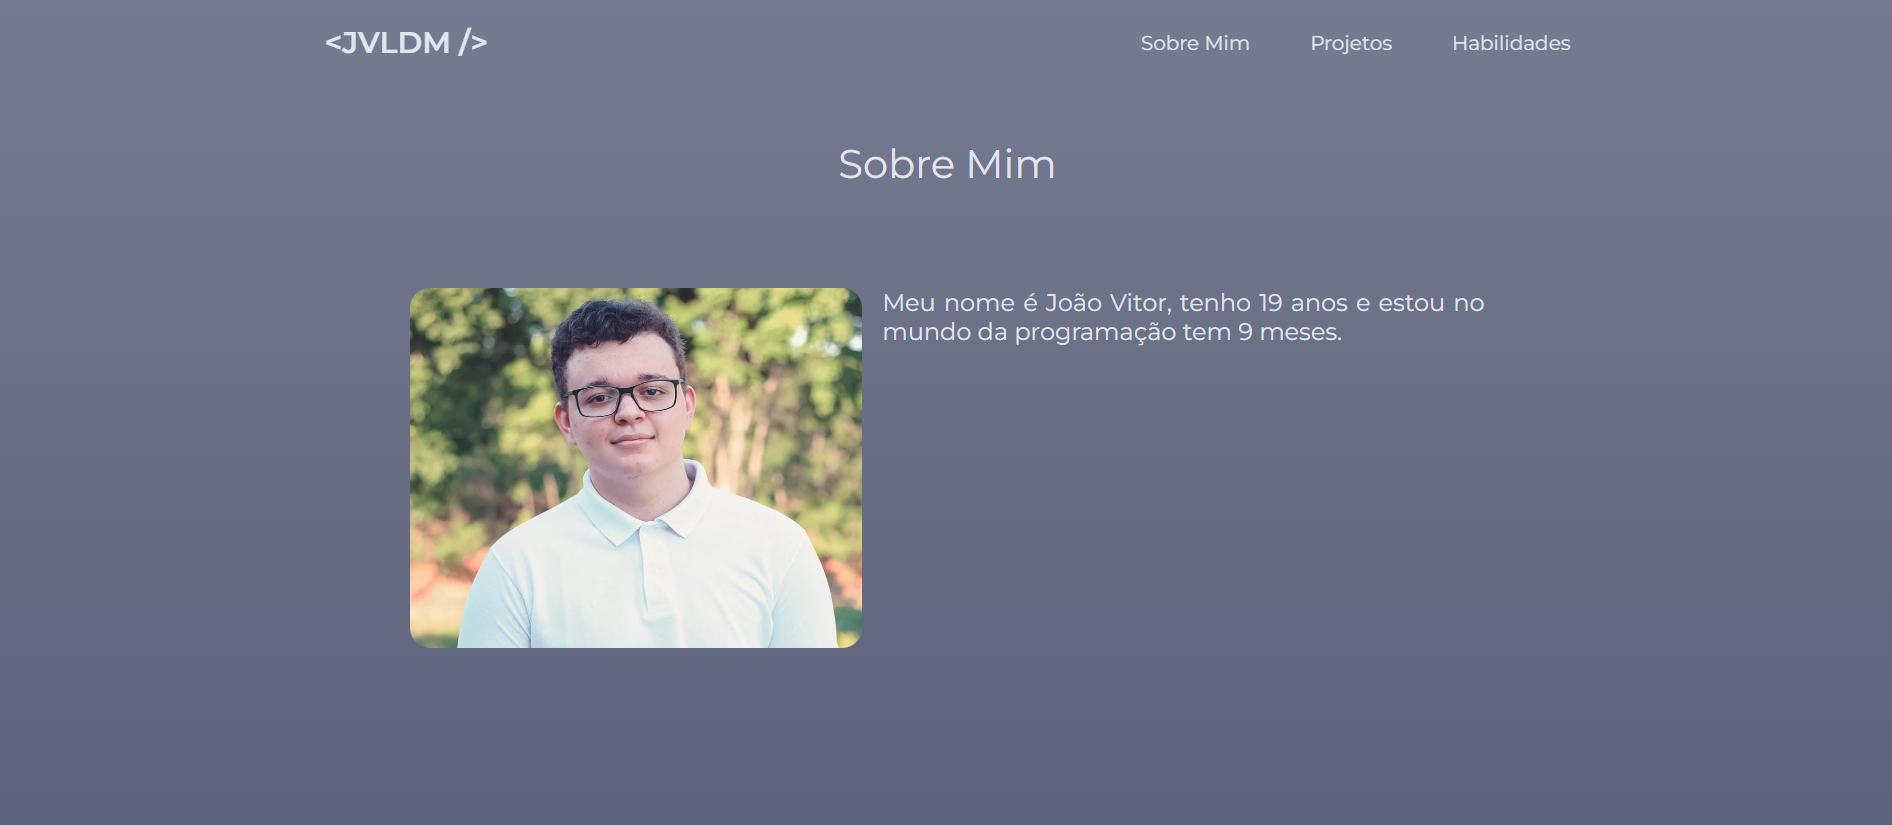 <JVLDM />
Sobre Mim
Projetos
Habilidades
Sobre Mim
Meu nome é João Vitor, tenho 19 anos e estou no
mundo da programação tem 9 meses.